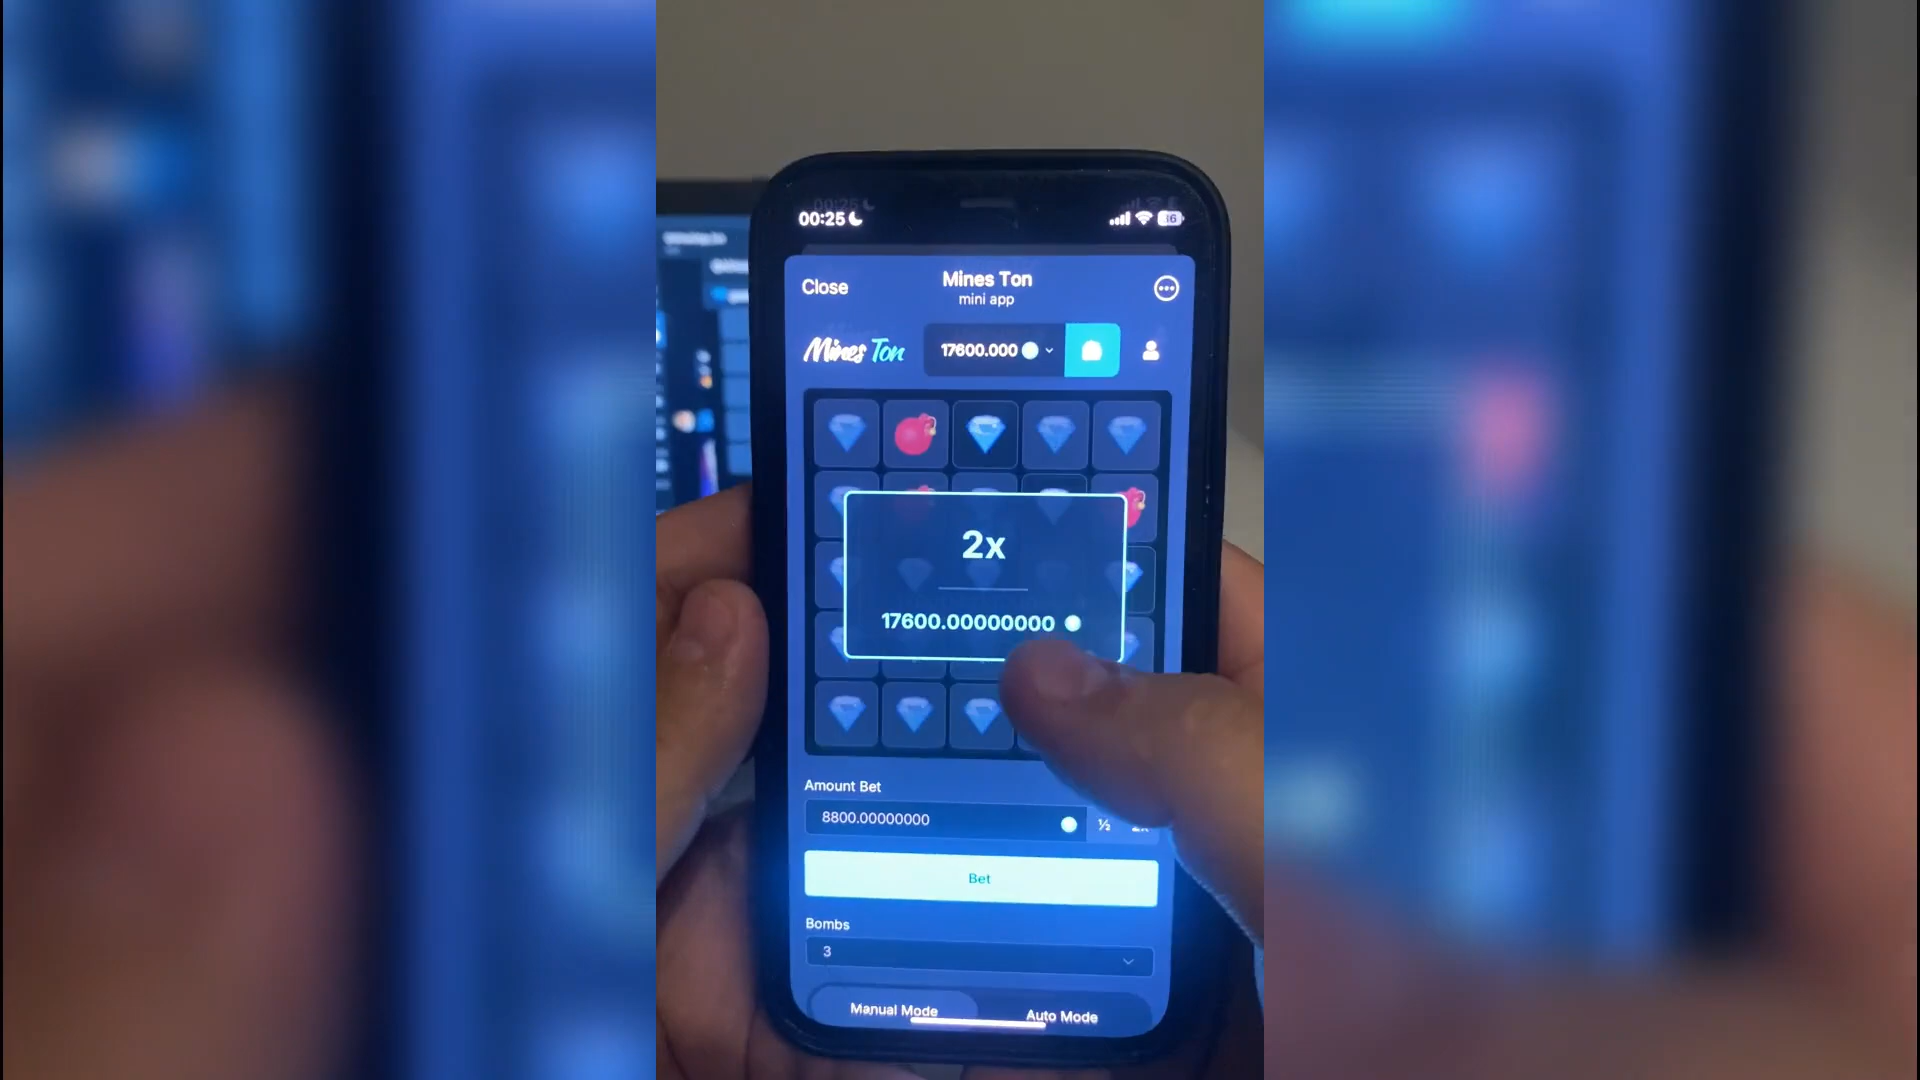 00:25
16
Close
Mines Ton
mini app
Mines Ton
17600.000
2x
17600.00000000
Amount Bet
8800.00000000
½
Bet
Bombs
3
Manual Mode
Auto Mode